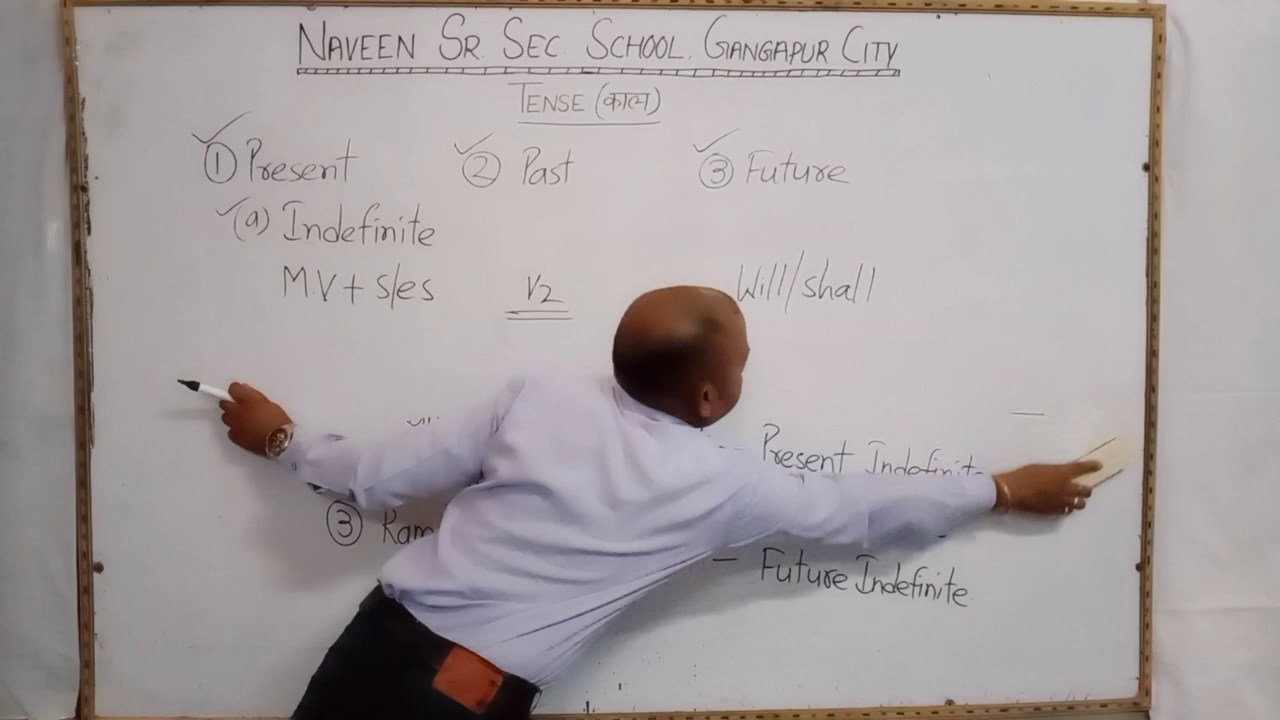 NAVEEN SR. SEC. SCHOOL, GANGAPUR CITY
TENSE (काल)
① Present ② Past ③ Future
(a) Indefinite
M.V + s/es V2 Will/shall
— Present Indefinit
③ Ram
— Future Indefinite.